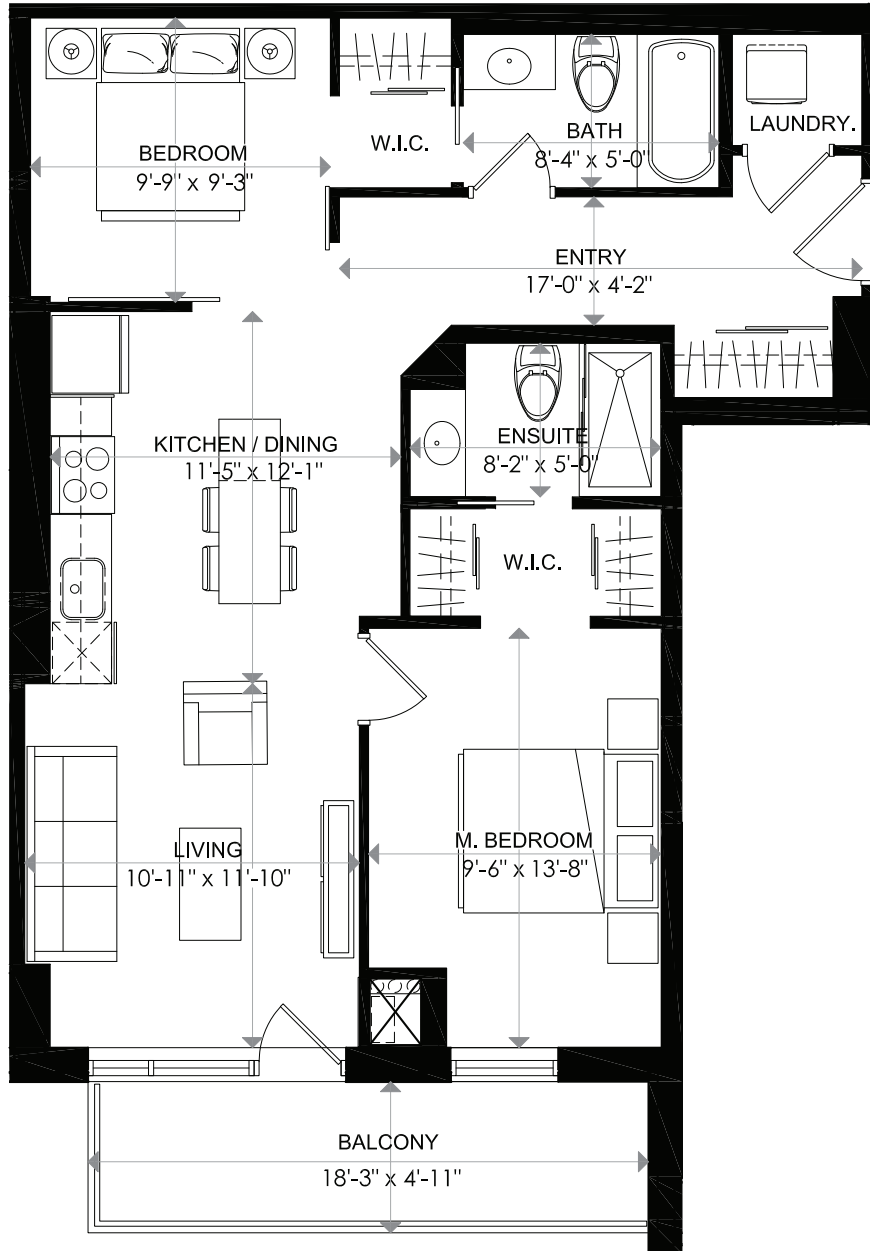 BEDROOM
9'-9" x 9'-3"
W.I.C.
BATH
8'-4" x 5'-0"
LAUNDRY.
ENTRY
17'-0" x 4'-2"
KITCHEN / DINING
11'-5" x 12'-1"
ENSUITE
8'-2" x 5'-0"
W.I.C.
LIVING
10'-11" x 11'-10"
M. BEDROOM
9'-6" x 13'-8"
BALCONY
18'-3" x 4'-11"